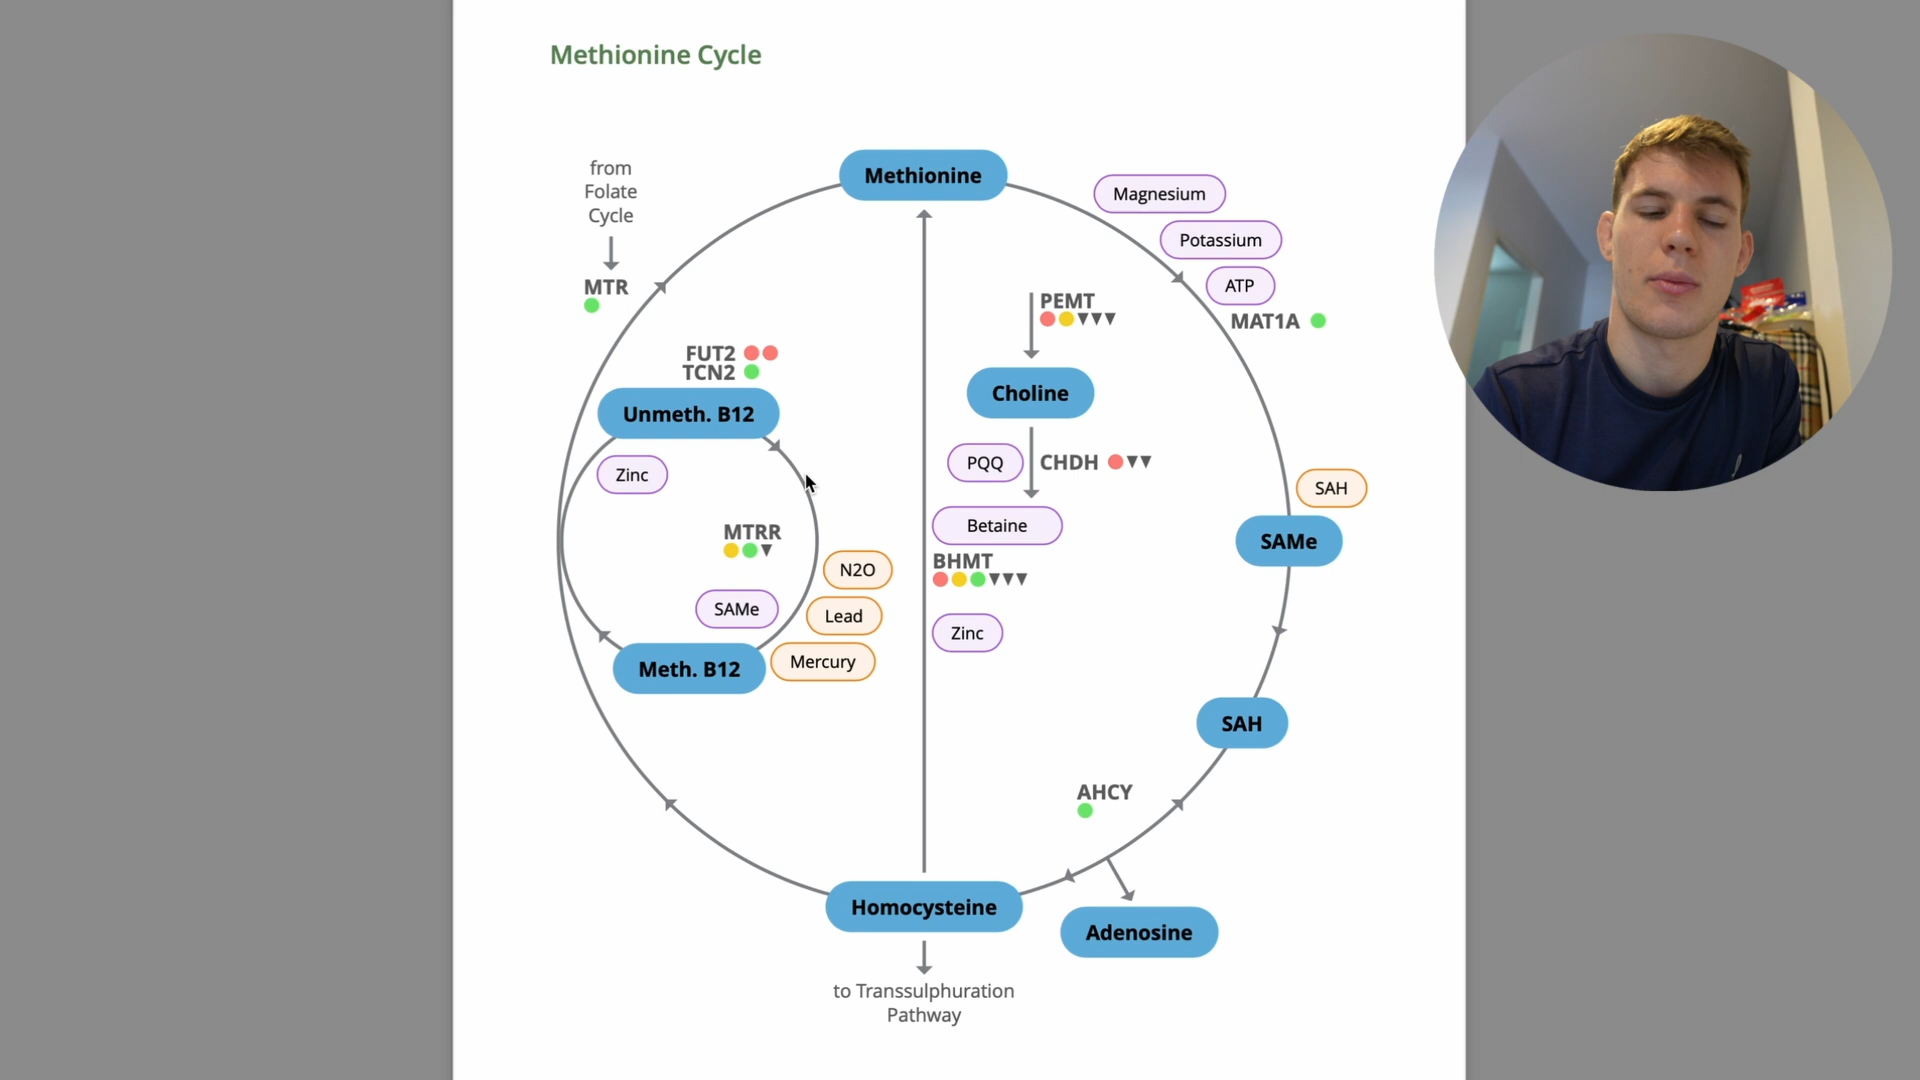 Methionine Cycle
from
Folate
Cycle
MTR
Methionine
Magnesium
Potassium
ATP
MAT1A
PEMT
FUT2
TCN2
Unmeth. B12
Choline
Zinc
PQQ
CHDH
SAH
Betaine
MTRR
SAMe
BHMT
N2O
SAMe
Lead
Zinc
Meth. B12
Mercury
SAH
AHCY
Homocysteine
Adenosine
to Transsulphuration
Pathway